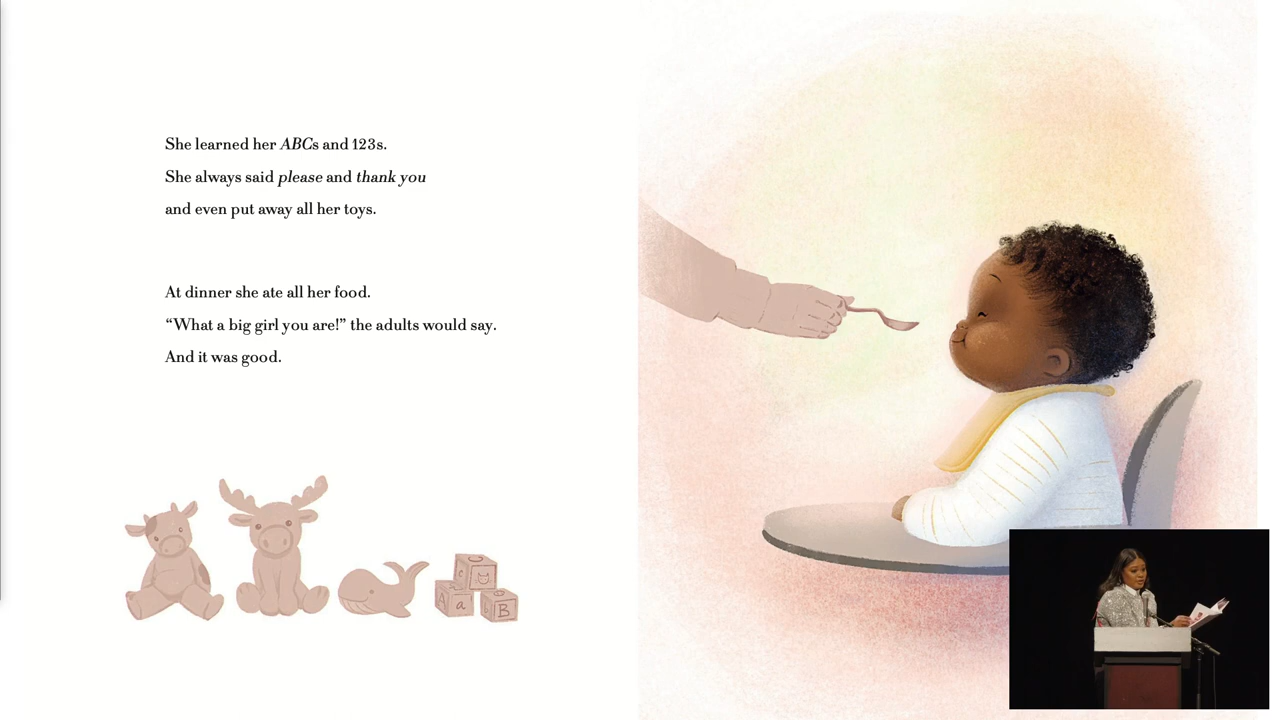 She learned her ABCs and 123s.
She always said please and thank you
and even put away all her toys.
At dinner she ate all her food.
“What a big girl you are!” the adults would say.
And it was good.
C
A
a
B